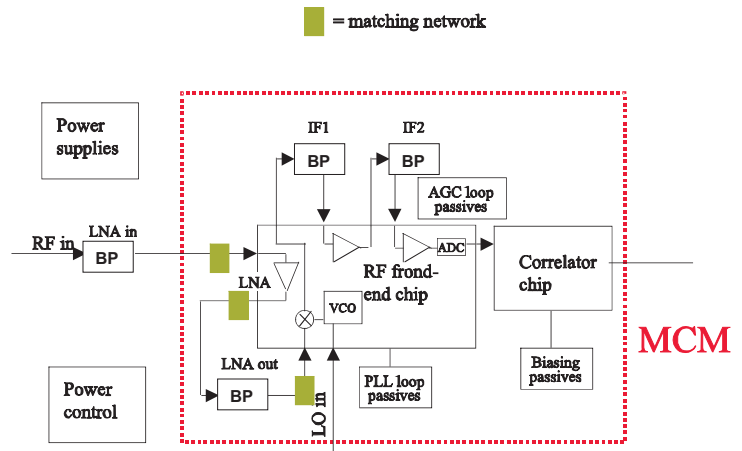 = matching network
Power
supplies
IF1
IF2
BP
BP
AGC loop
passives
LNA in
RF in
BP
ADC
LNA
RF frond-
end chip
Correlator
chip
VCO
MCM
LNA out
BP
LO in
PLL loop
passives
Biasing
passives
Power
control